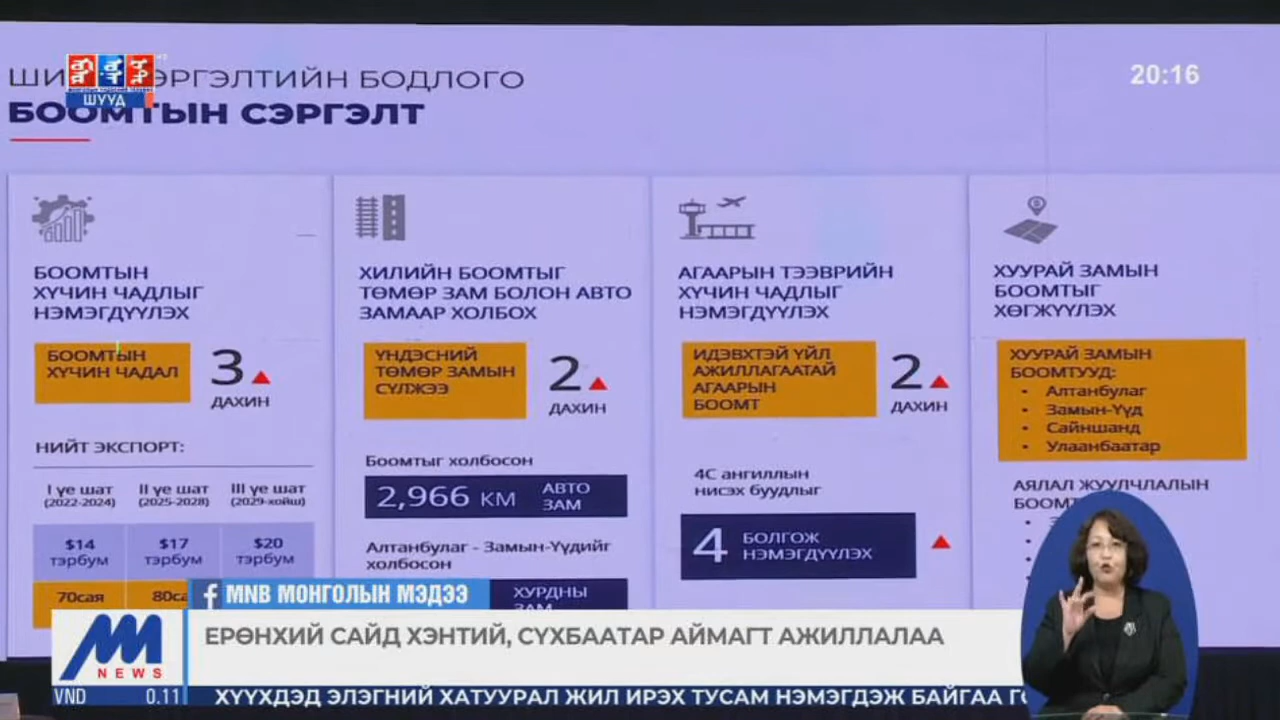 ШУУД
20:16
БОДЛОГО
БООМТЫН СЭРГЭЛТ
БООМТЫН
ХҮЧИН ЧАДЛЫГ
НЭМЭГДҮҮЛЭХ
БООМТЫН
ХҮЧИН ЧАДАЛ
3
ДАХИН
НИЙТ ЭКСПОРТ:
I үе шат II үе шат III үе шат
(2022-2024) (2025-2028) (2029-хойш)
$14 $17 $20
тэрбум тэрбум тэрбум
70сая
ХИЛИЙН БООМТЫГ
ТӨМӨР ЗАМ БОЛОН АВТО
ЗАМААР ХОЛБОХ
ҮНДЭСНИЙ
ТӨМӨР ЗАМЫН
СҮЛЖЭЭ
2
ДАХИН
Боомтыг холбосон
2,966 КМ
АВТО
ЗАМ
Алтанбулаг - Замын-Үүдийг
холбосон
ХУРДНЫ
АГААРЫН ТЭЭВРИЙН
ХҮЧИН ЧАДЛЫГ
НЭМЭГДҮҮЛЭХ
ИДЭВХТЭЙ ҮЙЛ
АЖИЛЛАГААТАЙ
АГААРЫН
БООМТ
2
ДАХИН
4С ангиллын
нисэх буудлыг
4
БОЛГОЖ
НЭМЭГДҮҮЛЭХ
ХУУРАЙ ЗАМЫН
БООМТЫГ
ХӨГЖҮҮЛЭХ
ХУУРАЙ ЗАМЫН
БООМТУУД:
• Алтанбулаг
• Замын-Үүд
• Сайншанд
• Улаанбаатар
АЯЛАЛ ЖУУЛЧЛАЛЫН
f MNB МОНГОЛЫН МЭДЭЭ
M NEWS
ЕРӨНХИЙ САЙД ХЭНТИЙ, СҮХБААТАР АЙМАГТ АЖИЛЛАЛАА
VND 0.11
ХҮҮХДЭД ЭЛЭГНИЙ ХАТУУРАЛ ЖИЛ ИРЭХ ТУСАМ НЭМЭГДЭЖ БАЙГАА